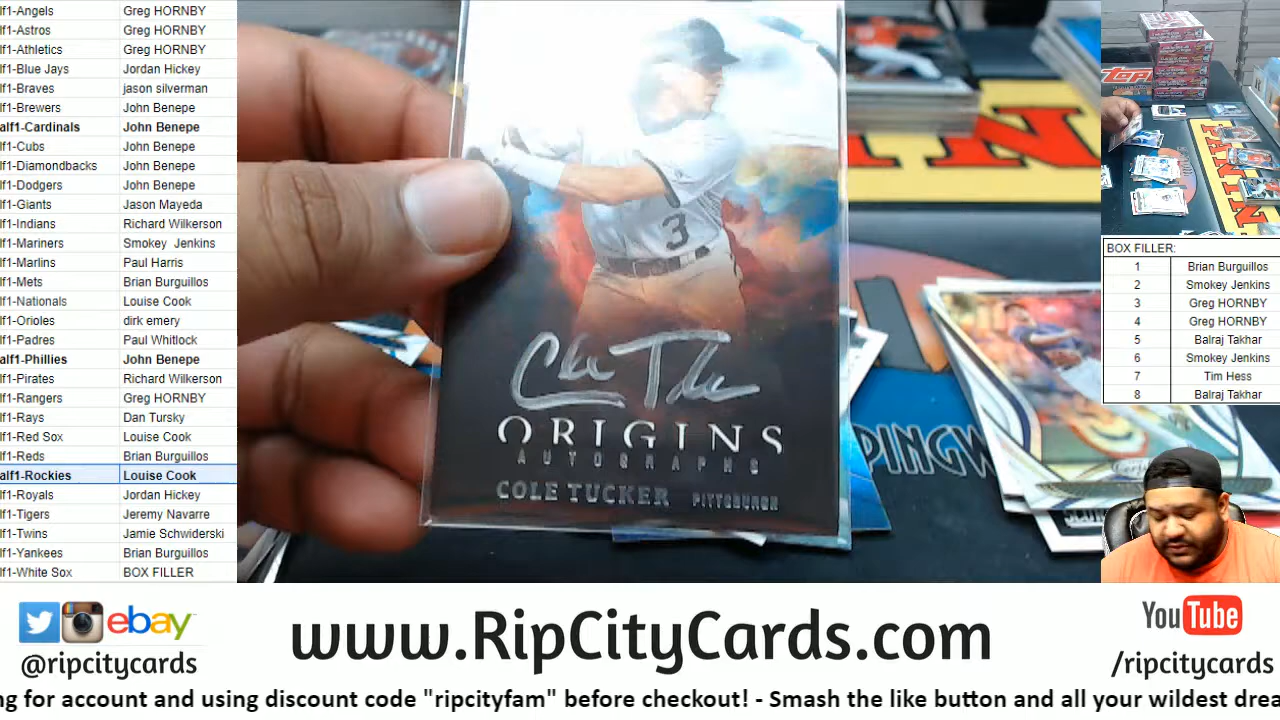 lf1-Angels Greg HORNBY
lf1-Astros Greg HORNBY
lf1-Athletics Greg HORNBY
lf1-Blue Jays Jordan Hickey
lf1-Braves jason silverman
lf1-Brewers John Benepe
alf1-Cardinals John Benepe
lf1-Cubs John Benepe
lf1-Diamondbacks John Benepe
lf1-Dodgers John Benepe
lf1-Giants Jason Mayeda
lf1-Indians Richard Wilkerson
lf1-Mariners Smokey Jenkins
lf1-Marlins Paul Harris
lf1-Mets Brian Burguillos
lf1-Nationals Louise Cook
lf1-Orioles dirk emery
lf1-Padres Paul Whitlock
alf1-Phillies John Benepe
lf1-Pirates Richard Wilkerson
lf1-Rangers Greg HORNBY
lf1-Rays Dan Tursky
lf1-Red Sox Louise Cook
lf1-Reds Brian Burguillos
alf1-Rockies Louise Cook
lf1-Royals Jordan Hickey
lf1-Tigers Jeremy Navarre
lf1-Twins Jamie Schwiderski
lf1-Yankees Brian Burguillos
lf1-White Sox BOX FILLER
3
ORIGINS
AUTOGRAPHS
COLE TUCKER PITTSBURGH
PINGW
BOX FILLER:
1 Brian Burguillos
2 Smokey Jenkins
3 Greg HORNBY
4 Greg HORNBY
5 Balraj Takhar
6 Smokey Jenkins
7 Tim Hess
8 Balraj Takhar
ebay
@ripcitycards
www.RipCityCards.com
YouTube
/ripcitycards
ng for account and using discount code "ripcityfam" before checkout! - Smash the like button and all your wildest drea